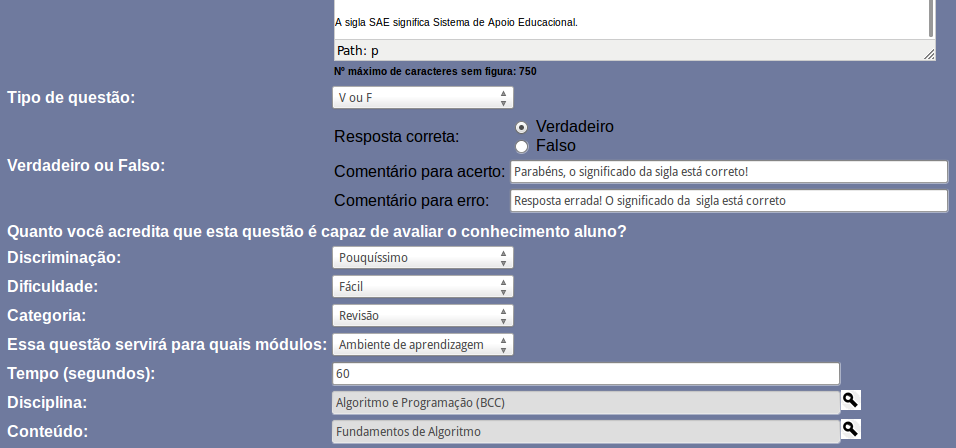 A sigla SAE significa Sistema de Apoio Educacional.
Path: p
Nº máximo de caracteres sem figura: 750
Tipo de questão: V ou F
Resposta correta: Verdadeiro
Falso
Verdadeiro ou Falso:
Comentário para acerto: Parabéns, o significado da sigla está correto!
Comentário para erro: Resposta errada! O significado da  sigla está correto
Quanto você acredita que esta questão é capaz de avaliar o conhecimento aluno?
Discriminação: Pouquíssimo
Dificuldade: Fácil
Categoria: Revisão
Essa questão servirá para quais módulos: Ambiente de aprendizagem
Tempo (segundos): 60
Disciplina: Algoritmo e Programação (BCC)
Conteúdo: Fundamentos de Algoritmo